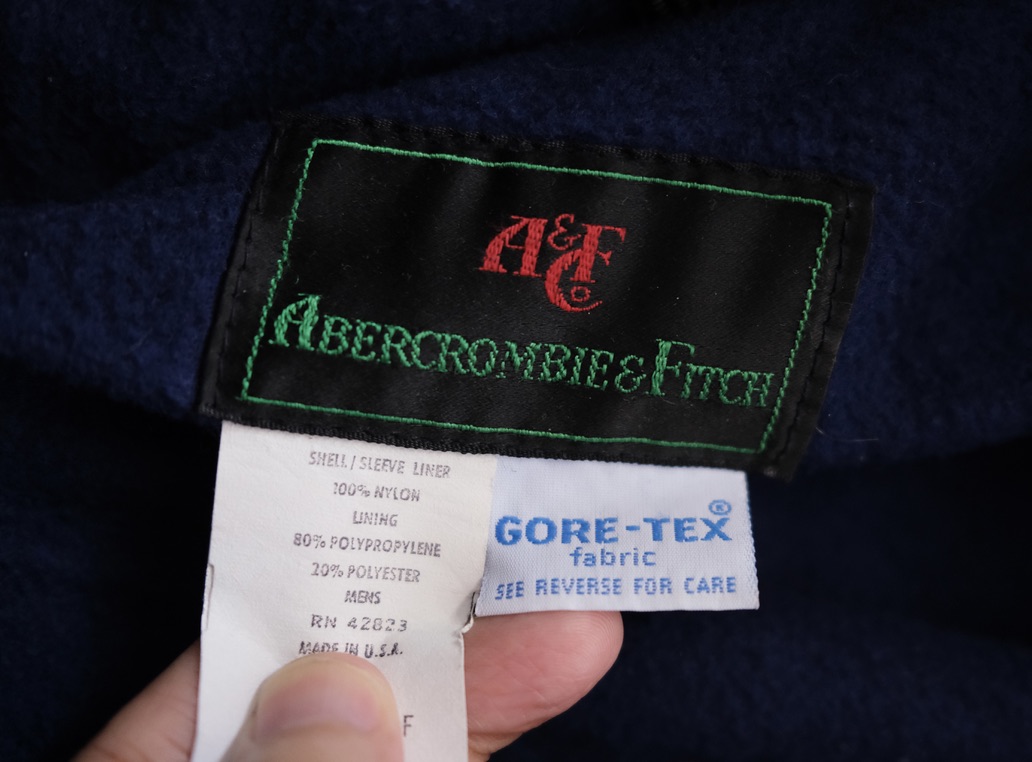 A&F
Co
ABERCROMBIE & FITCH
SHELL / SLEEVE LINER
100% NYLON
LINING
80% POLYPROPYLENE
20% POLYESTER
MENS
RN 42823
MADE IN U.S.A.
F
GORE-TEX®
fabric
SEE REVERSE FOR CARE